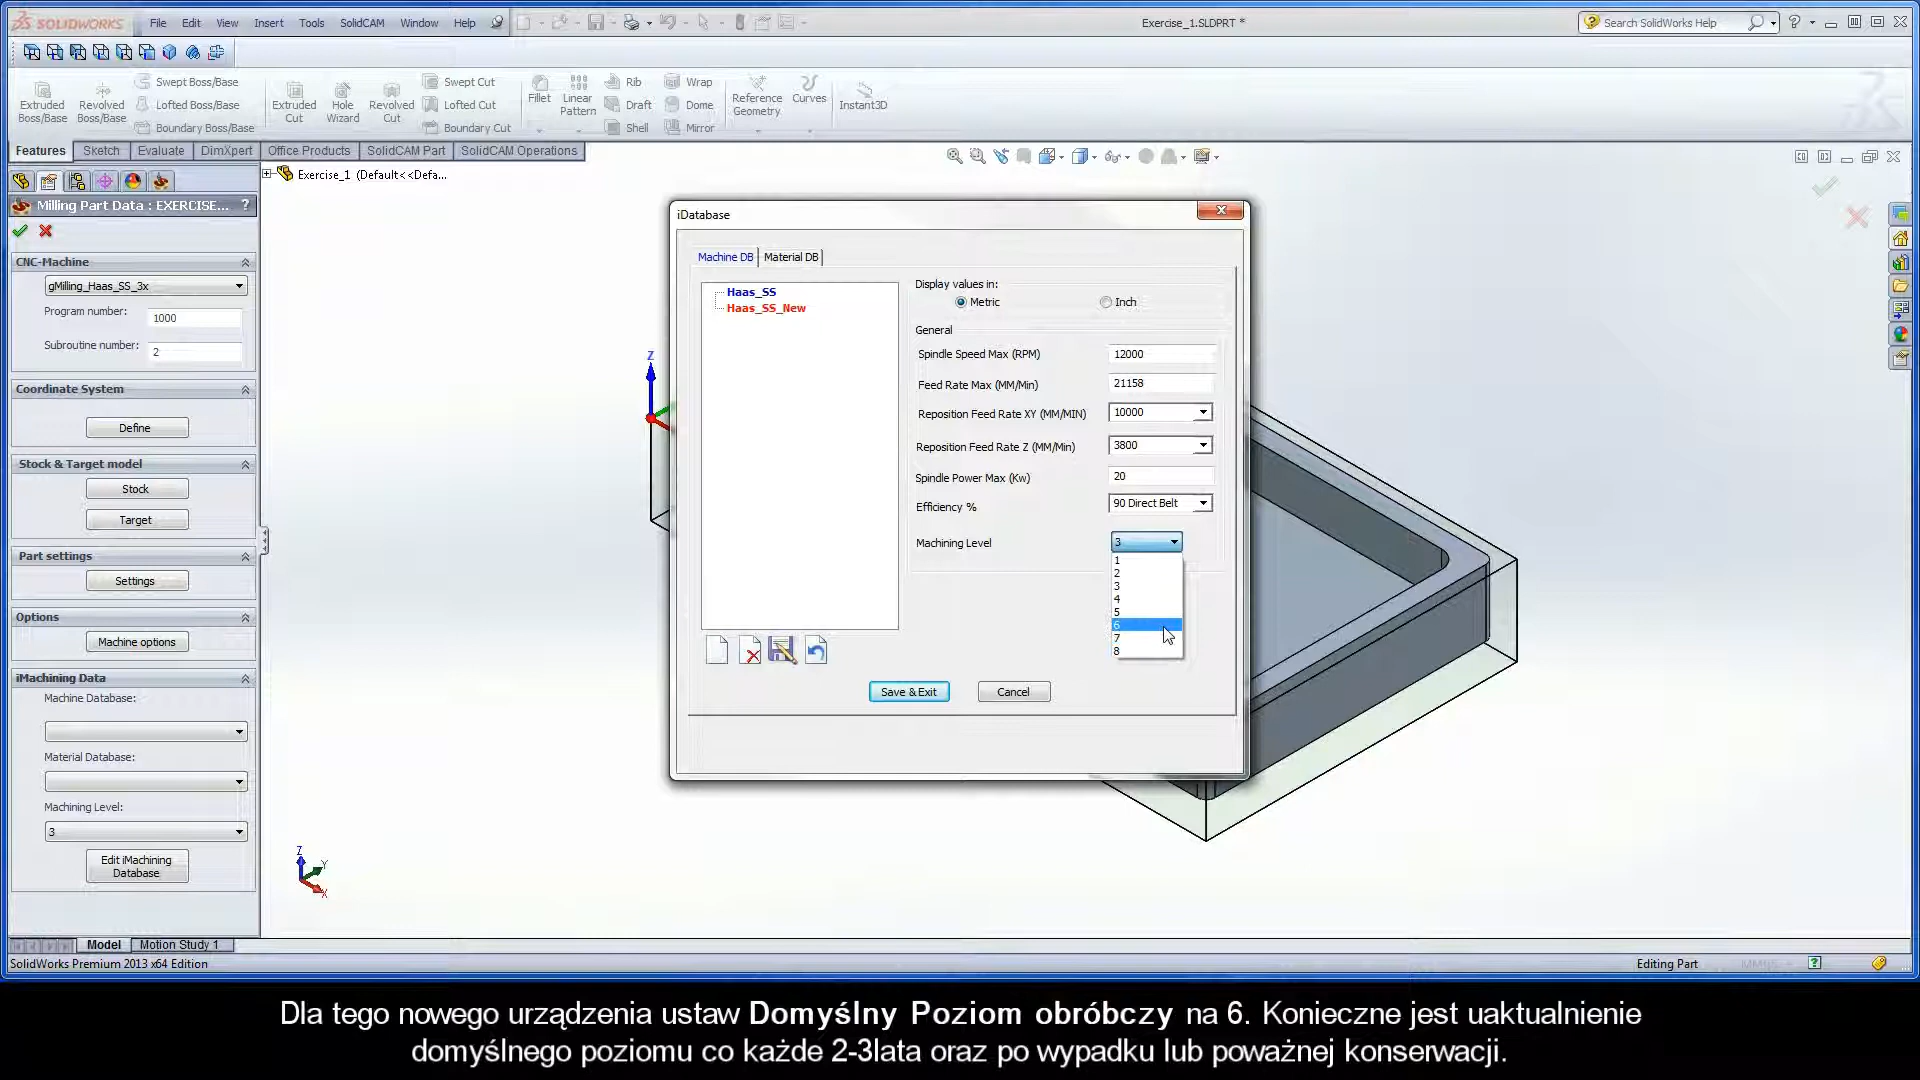 SOLIDWORKS File Edit View Insert Tools SolidCAM Window Help Exercise_1.SLDPRT * Search SolidWorks Help
Extruded Boss/Base
Revolved Boss/Base
Swept Boss/Base
Lofted Boss/Base
Boundary Boss/Base
Extruded Cut
Hole Wizard
Revolved Cut
Swept Cut
Lofted Cut
Boundary Cut
Fillet
Linear Pattern
Rib
Draft
Shell
Wrap
Dome
Mirror
Reference Geometry
Curves
Instant3D
Features Sketch Evaluate DimXpert Office Products SolidCAM Part SolidCAM Operations
Exercise_1 (Default<<Defa...
Milling Part Data : EXERCISE... ?
CNC-Machine
gMilling_Haas_SS_3x
Program number: 1000
Subroutine number: 2
Coordinate System
Define
Stock & Target model
Stock
Target
Part settings
Settings
Options
Machine options
iMachining Data
Machine Database:
Material Database:
Machining Level:
3
Edit iMachining
Database
iDatabase
Machine DB Material DB
Haas_SS
Haas_SS_New
Display values in:
Metric Inch
General
Spindle Speed Max (RPM) 12000
Feed Rate Max (MM/Min) 21158
Reposition Feed Rate XY (MM/MIN) 10000
Reposition Feed Rate Z (MM/Min) 3800
Spindle Power Max (Kw) 20
Efficiency % 90 Direct Belt
Machining Level 3
1
2
3
4
5
6
7
8
Save & Exit Cancel
Z
Z
Y
X
Model Motion Study 1
SolidWorks Premium 2013 x64 Edition Editing Part
Dla tego nowego urządzenia ustaw Domyślny Poziom obróbczy na 6. Konieczne jest uaktualnienie
domyślnego poziomu co każde 2-3lata oraz po wypadku lub poważnej konserwacji.